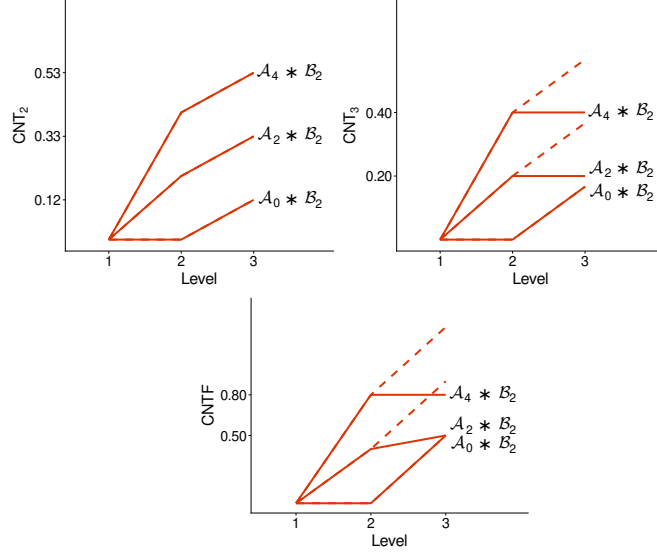 CNT₂
0.53
0.33
0.12
𝒜₄ ∗ ℬ₂
𝒜₂ ∗ ℬ₂
𝒜₀ ∗ ℬ₂
1 2 3
Level
CNT₃
0.40
0.20
𝒜₄ ∗ ℬ₂
𝒜₂ ∗ ℬ₂
𝒜₀ ∗ ℬ₂
1 2 3
Level
CNTF
0.80
0.50
𝒜₄ ∗ ℬ₂
𝒜₂ ∗ ℬ₂
𝒜₀ ∗ ℬ₂
1 2 3
Level